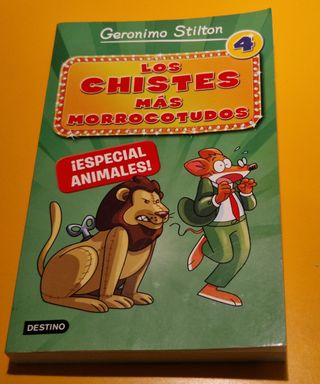 Geronimo Stilton
4
LOS
CHISTES
MÁS
MORROCOTUDOS
¡ESPECIAL
ANIMALES!
DESTINO